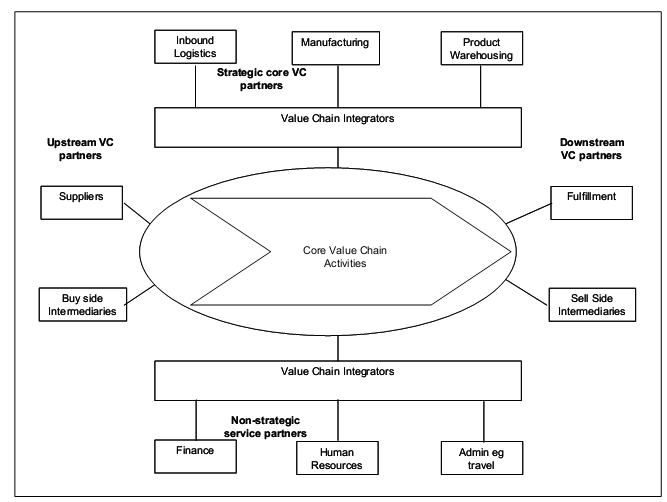 Inbound
Logistics
Manufacturing
Product
Warehousing
Strategic core VC
partners
Value Chain Integrators
Upstream VC
partners
Downstream
VC partners
Suppliers
Fulfillment
Core Value Chain
Activities
Buy side
Intermediaries
Sell Side
Intermediaries
Value Chain Integrators
Non-strategic
service partners
Finance
Human
Resources
Admin eg
travel